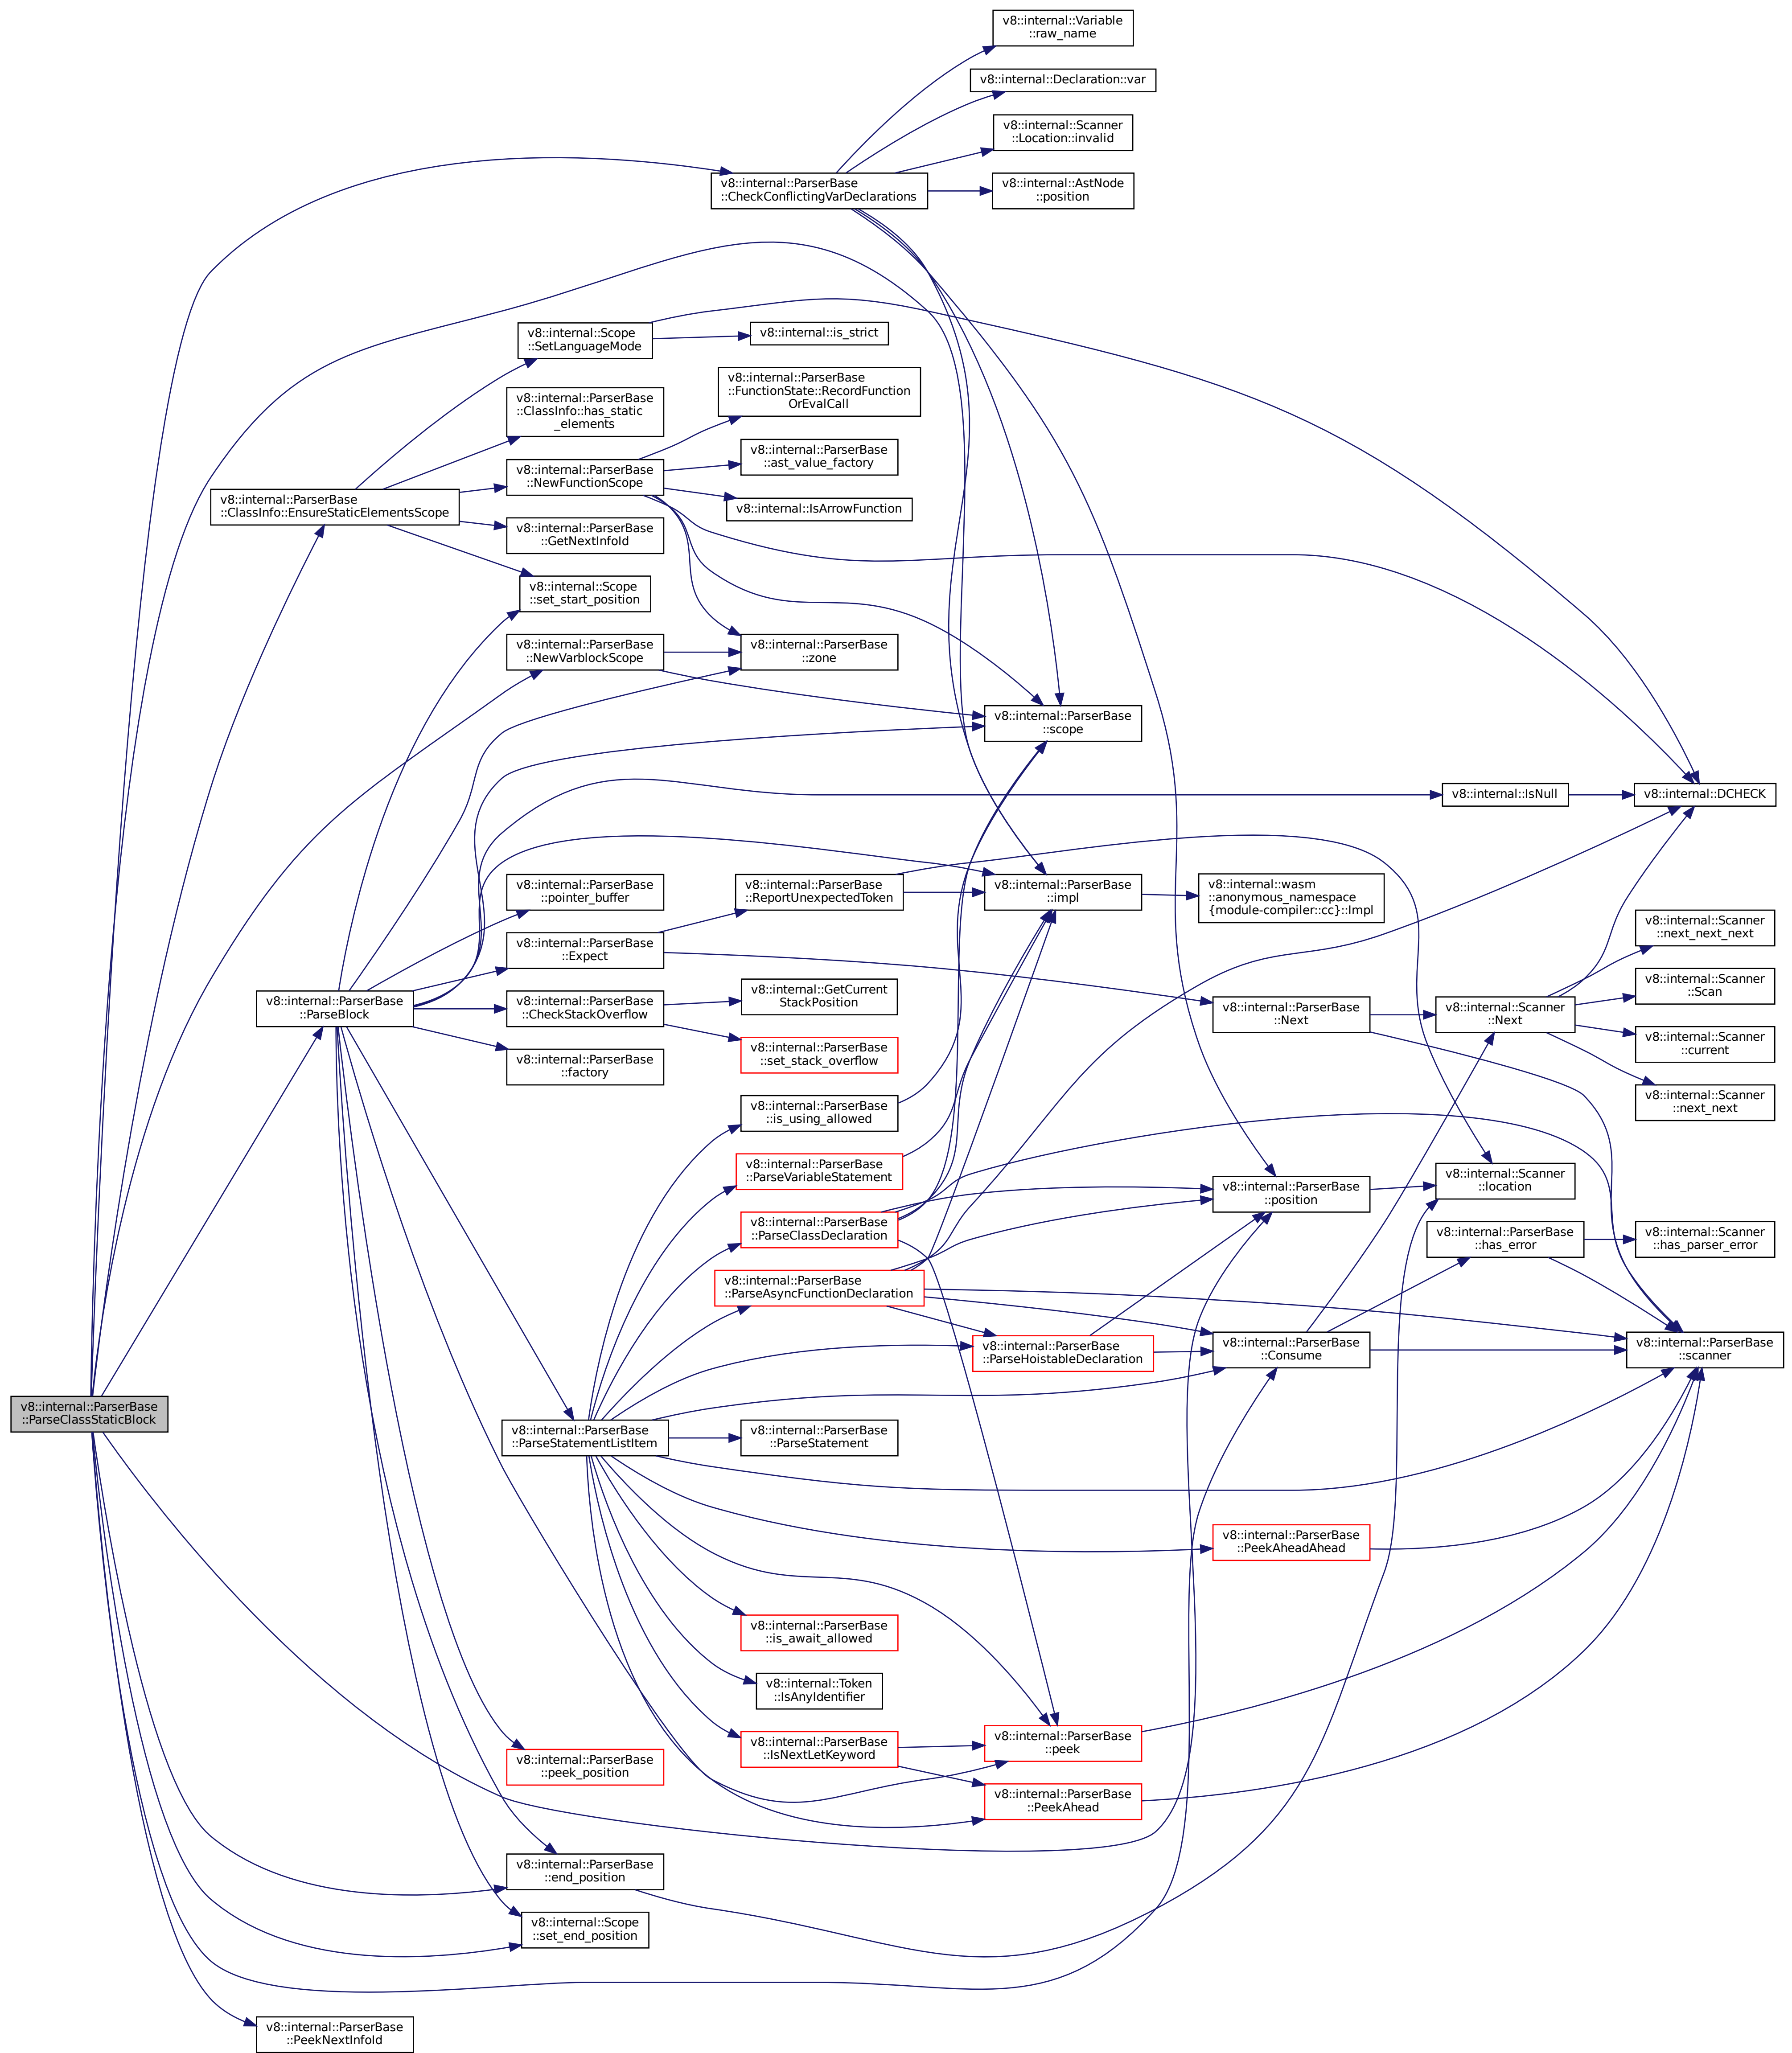 v8::internal::Variable
::raw_name
v8::internal::Declaration::var
v8::internal::Scanner
::Location::invalid
v8::internal::ParserBase
::CheckConflictingVarDeclarations
v8::internal::AstNode
::position
v8::internal::Scope
::SetLanguageMode
v8::internal::is_strict
v8::internal::ParserBase
::FunctionState::RecordFunction
OrEvalCall
v8::internal::ParserBase
::ClassInfo::has_static
_elements
v8::internal::ParserBase
::ast_value_factory
v8::internal::ParserBase
::NewFunctionScope
v8::internal::ParserBase
::ClassInfo::EnsureStaticElementsScope
v8::internal::IsArrowFunction
v8::internal::ParserBase
::GetNextInfoId
v8::internal::Scope
::set_start_position
v8::internal::ParserBase
::NewVarblockScope
v8::internal::ParserBase
::zone
v8::internal::ParserBase
::scope
v8::internal::IsNull
v8::internal::DCHECK
v8::internal::ParserBase
::pointer_buffer
v8::internal::ParserBase
::ReportUnexpectedToken
v8::internal::ParserBase
::impl
v8::internal::wasm
::anonymous_namespace
{module-compiler::cc}::Impl
v8::internal::Scanner
::next_next_next
v8::internal::ParserBase
::Expect
v8::internal::GetCurrent
StackPosition
v8::internal::Scanner
::Scan
v8::internal::ParserBase
::ParseBlock
v8::internal::ParserBase
::CheckStackOverflow
v8::internal::ParserBase
::Next
v8::internal::Scanner
::Next
v8::internal::Scanner
::current
v8::internal::ParserBase
::set_stack_overflow
v8::internal::ParserBase
::factory
v8::internal::Scanner
::next_next
v8::internal::ParserBase
::is_using_allowed
v8::internal::ParserBase
::ParseVariableStatement
v8::internal::ParserBase
::position
v8::internal::Scanner
::location
v8::internal::ParserBase
::ParseClassDeclaration
v8::internal::ParserBase
::has_error
v8::internal::Scanner
::has_parser_error
v8::internal::ParserBase
::ParseAsyncFunctionDeclaration
v8::internal::ParserBase
::ParseHoistableDeclaration
v8::internal::ParserBase
::Consume
v8::internal::ParserBase
::scanner
v8::internal::ParserBase
::ParseClassStaticBlock
v8::internal::ParserBase
::ParseStatementListItem
v8::internal::ParserBase
::ParseStatement
v8::internal::ParserBase
::PeekAheadAhead
v8::internal::ParserBase
::is_await_allowed
v8::internal::Token
::IsAnyIdentifier
v8::internal::ParserBase
::IsNextLetKeyword
v8::internal::ParserBase
::peek
v8::internal::ParserBase
::peek_position
v8::internal::ParserBase
::PeekAhead
v8::internal::ParserBase
::end_position
v8::internal::Scope
::set_end_position
v8::internal::ParserBase
::PeekNextInfoId